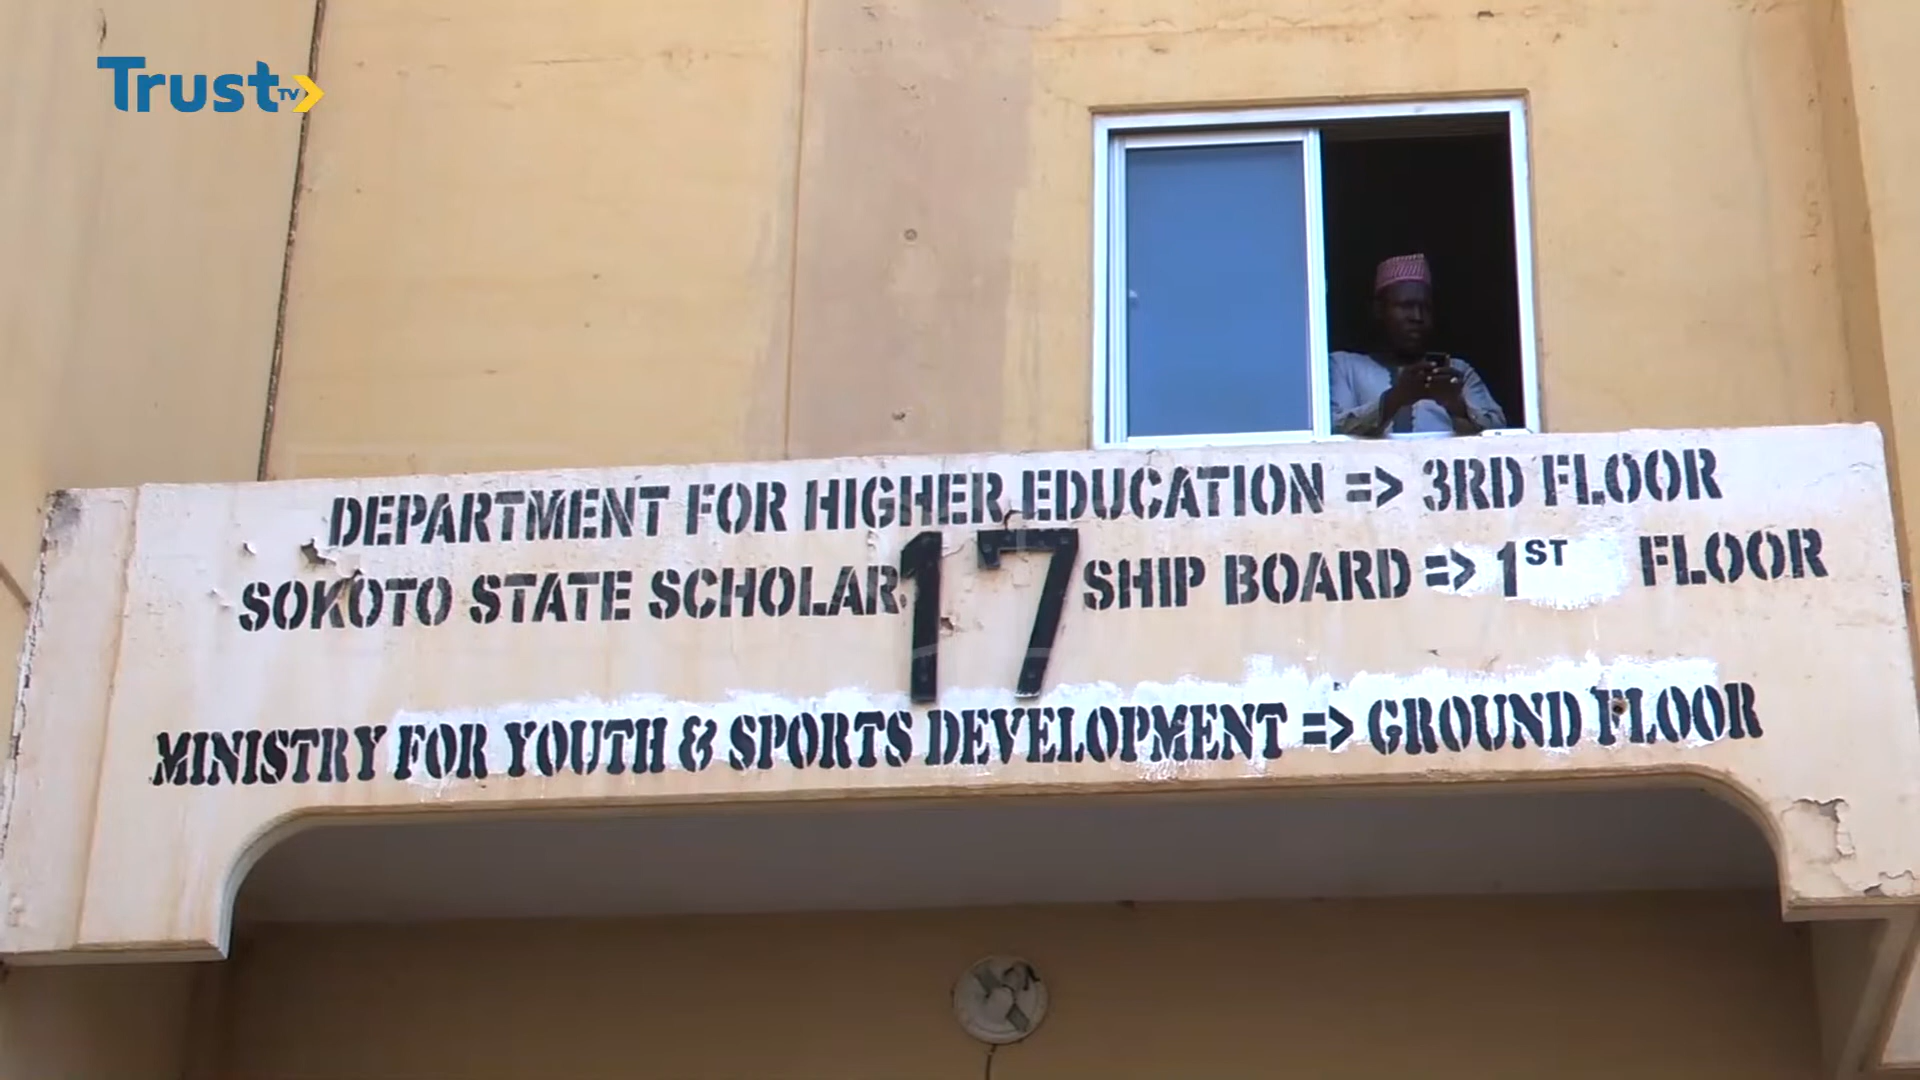 Trust TV
DEPARTMENT FOR HIGHER EDUCATION => 3RD FLOOR
SOKOTO STATE SCHOLAR 17 SHIP BOARD => 1ST FLOOR
MINISTRY FOR YOUTH & SPORTS DEVELOPMENT => GROUND FLOOR